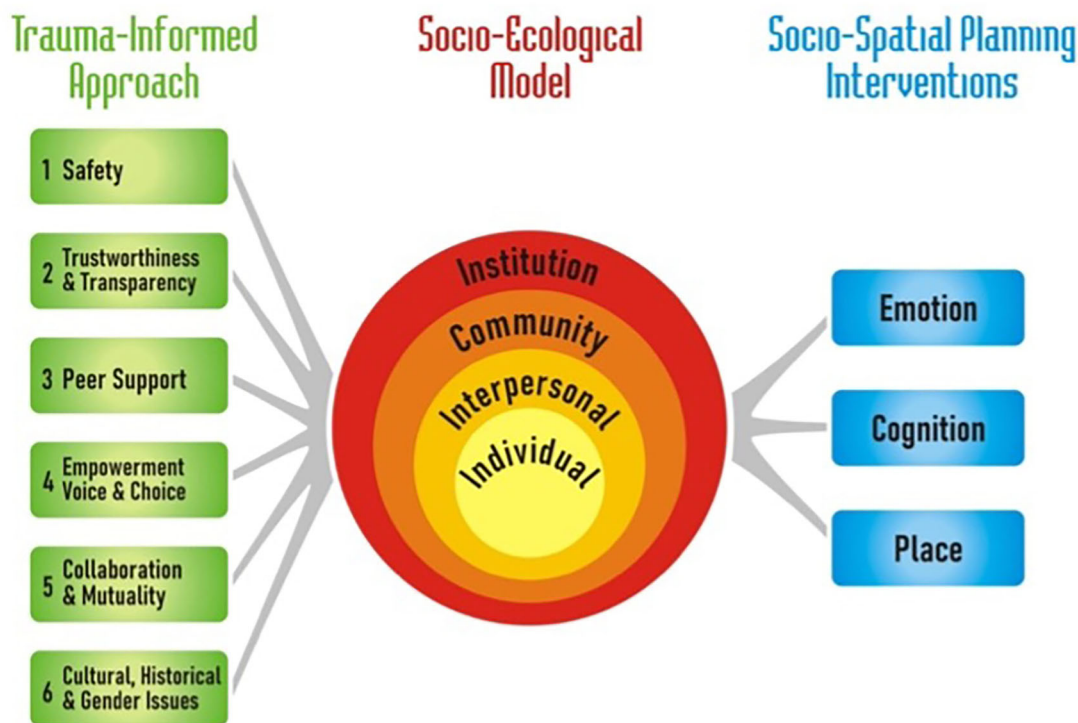 Trauma-Informed
Approach
Socio-Ecological
Model
Socio-Spatial Planning
Interventions
1 Safety
2 Trustworthiness
& Transparency
3 Peer Support
4 Empowerment
Voice & Choice
5 Collaboration
& Mutuality
6 Cultural, Historical
& Gender Issues
Institution
Community
Interpersonal
Individual
Emotion
Cognition
Place